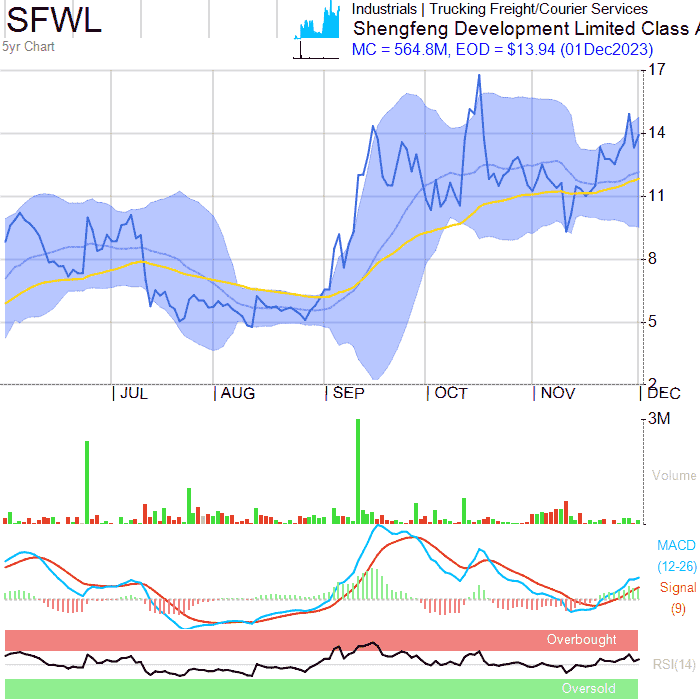 SFWL
5yr Chart
Industrials | Trucking Freight/Courier Services
Shengfeng Development Limited Class A
MC = 564.8M, EOD = $13.94 (01Dec2023)
17
14
11
8
5
2
JUL AUG SEP OCT NOV DEC
3M
Volume
MACD
(12-26)
Signal
(9)
Overbought
RSI(14)
Oversold